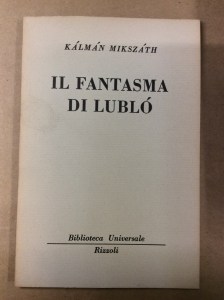 KÁLMÁN MIKSZÁTH
IL FANTASMA
DI LUBLÓ
Biblioteca Universale
Rizzoli